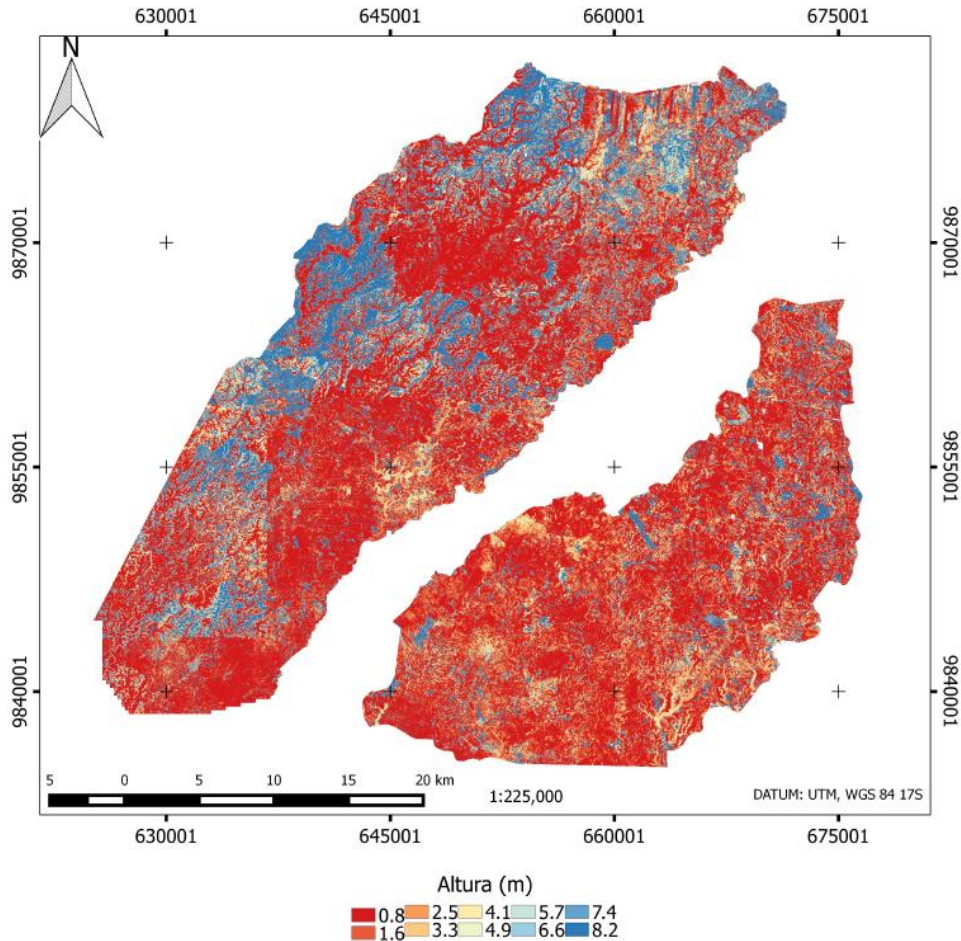 630001 645001 660001 675001
N
9870001 9870001
9855001 9855001
9840001 9840001
5 0 5 10 15 20 km
1:225,000 DATUM: UTM, WGS 84 17S
630001 645001 660001 675001
Altura (m)
0.8 2.5 4.1 5.7 7.4
1.6 3.3 4.9 6.6 8.2